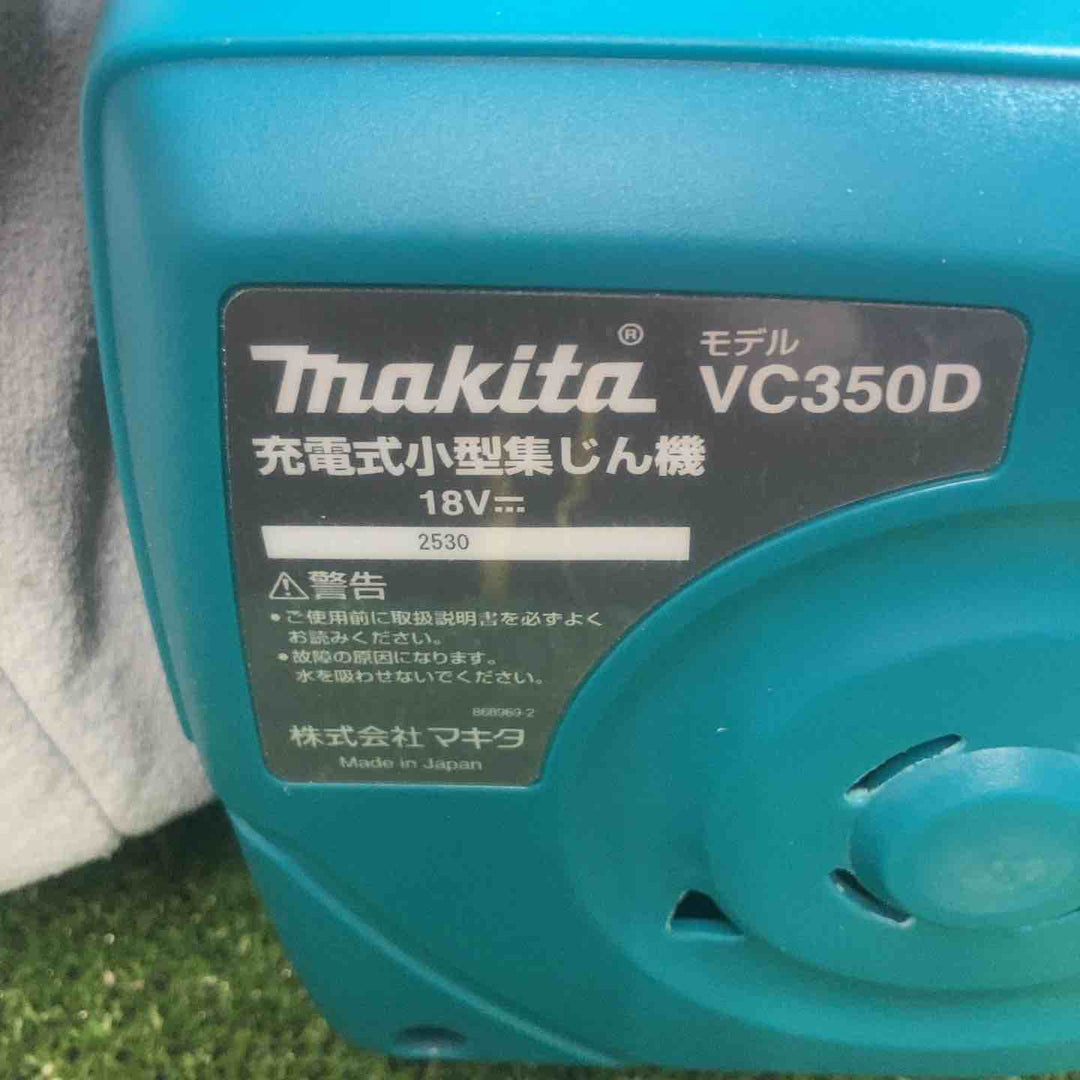 makita®
モデル
VC350D
充電式小型集じん機
18V⎓
2530
⚠警告
•ご使用前に取扱説明書を必ずよく
お読みください。
•故障の原因になります。
水を吸わせないでください。
868969-2
株式会社マキタ
Made in Japan